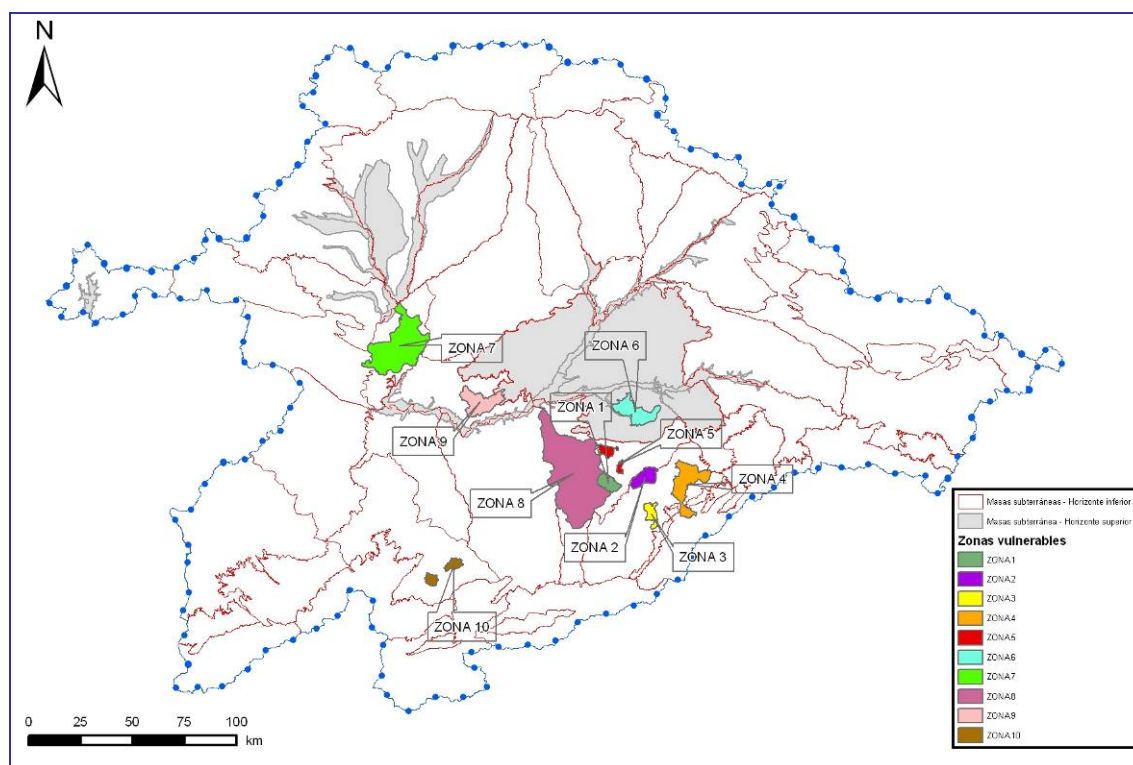 N
ZONA 7
ZONA 6
ZONA 1
ZONA 9
ZONA 5
ZONA 4
ZONA 8
ZONA 2
ZONA 3
ZONA 10
0 25 50 100
km
Masas subterráneas - Horizonte inferior
Masas subterránea - Horizonte superior
Zonas vulnerables
ZONA1
ZONA2
ZONA3
ZONA4
ZONA5
ZONA6
ZONA7
ZONA8
ZONA9
ZONA10